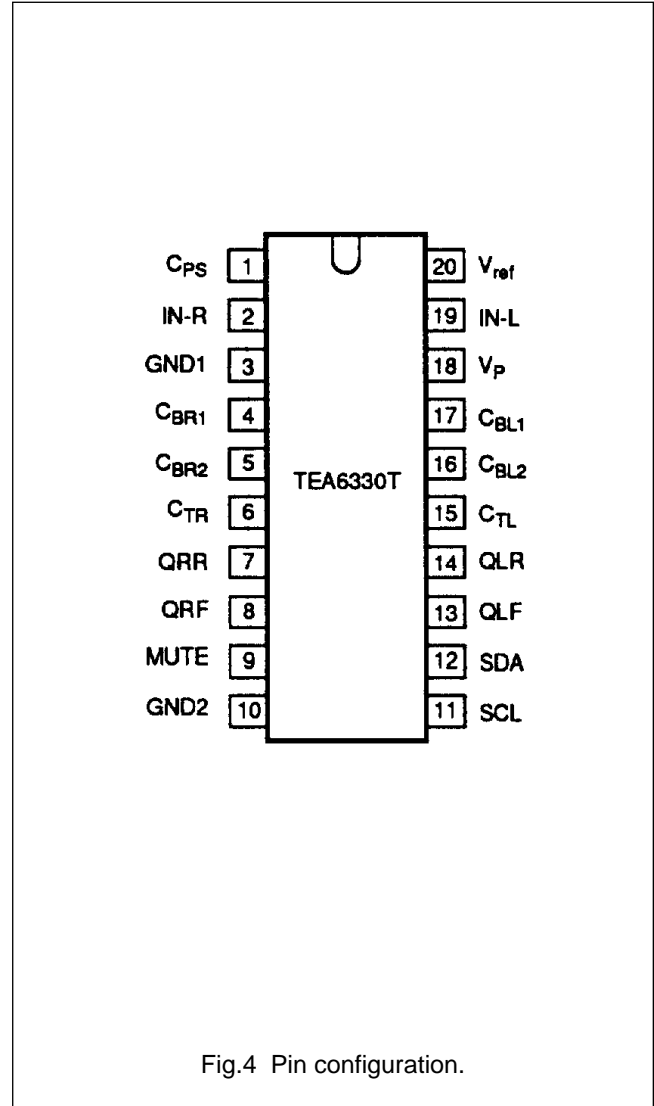 C_PS 1 20 V_ref
IN-R 2 19 IN-L
GND1 3 18 V_P
C_BR1 4 17 C_BL1
C_BR2 5 16 C_BL2
TEA6330T
C_TR 6 15 C_TL
QRR 7 14 QLR
QRF 8 13 QLF
MUTE 9 12 SDA
GND2 10 11 SCL
Fig.4 Pin configuration.